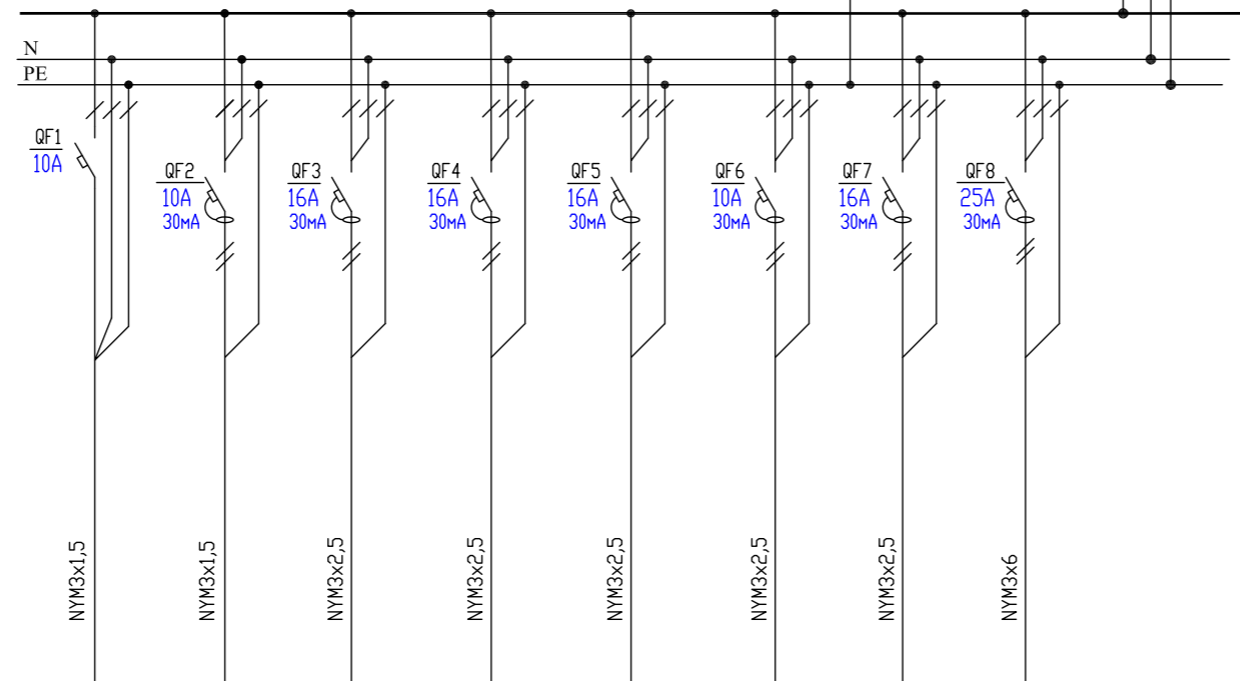 N
PE
QF1
10A
QF2
10A
30мА
QF3
16A
30мА
QF4
16A
30мА
QF5
16A
30мА
QF6
10A
30мА
QF7
16A
30мА
QF8
25A
30мА
NYM3x1,5
NYM3x1,5
NYM3x2,5
NYM3x2,5
NYM3x2,5
NYM3x2,5
NYM3x2,5
NYM3x6